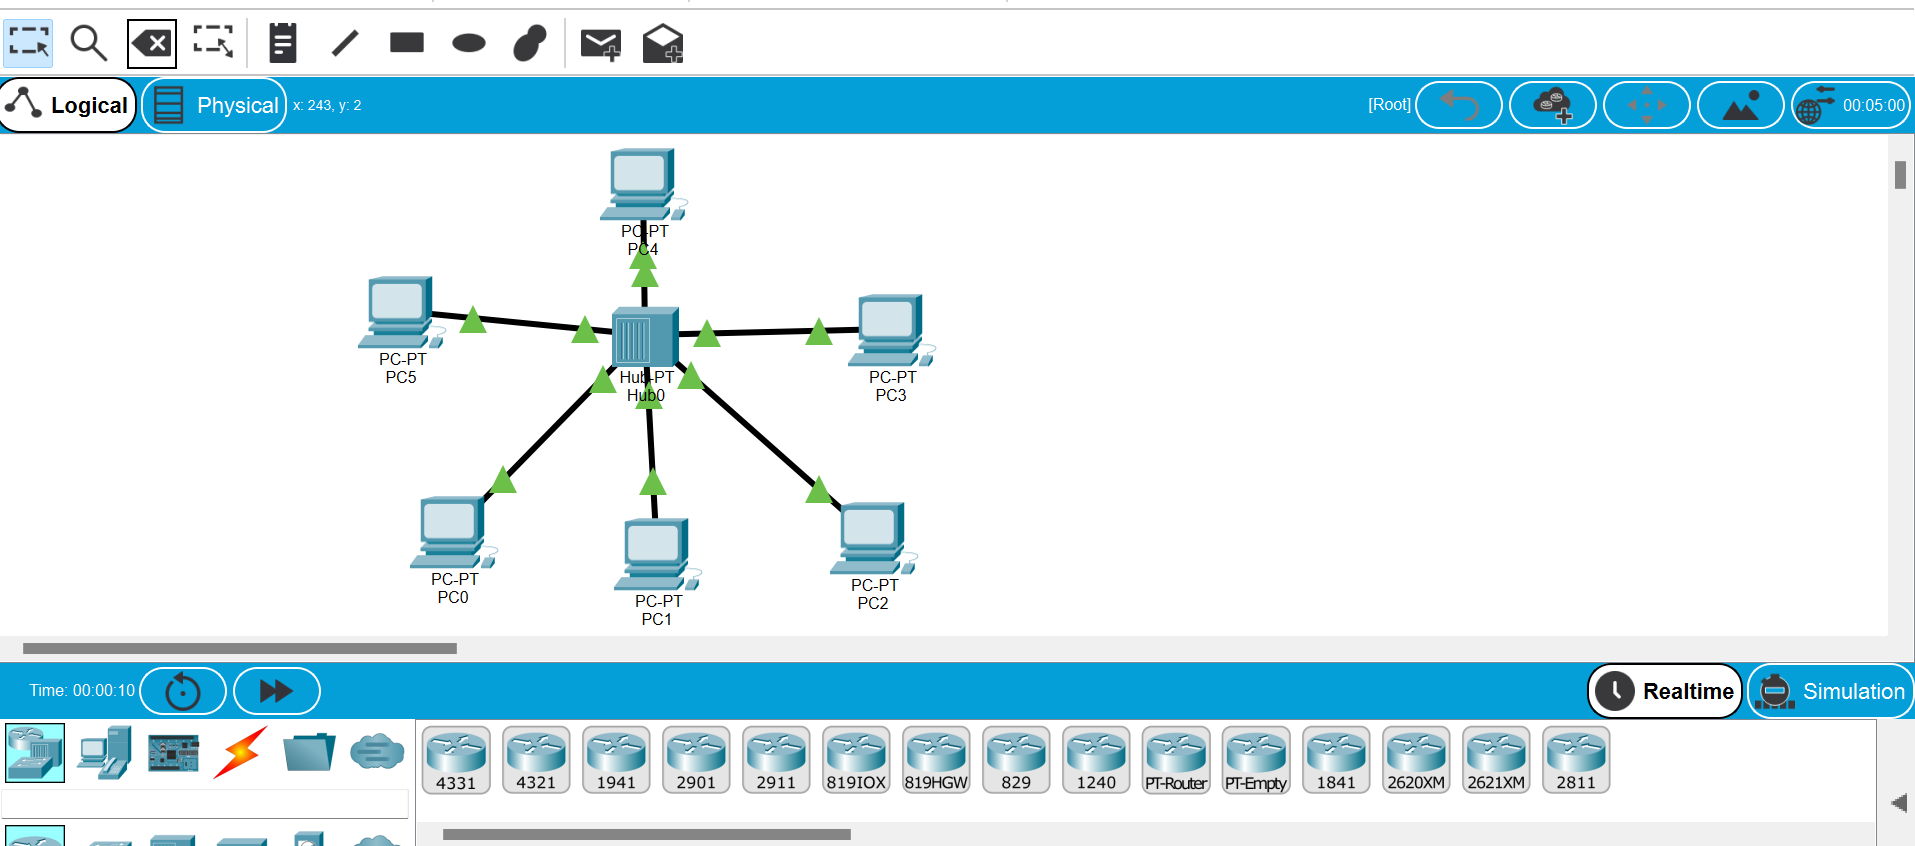 Logical
Physical
x: 243, y: 2
[Root]
00:05:00
PC-PT
PC4
PC-PT
PC5
Hub-PT
Hub0
PC-PT
PC3
PC-PT
PC0
PC-PT
PC1
PC-PT
PC2
Time: 00:00:10
Realtime
Simulation
4331
4321
1941
2901
2911
819IOX
819HGW
829
1240
PT-Router
PT-Empty
1841
2620XM
2621XM
2811